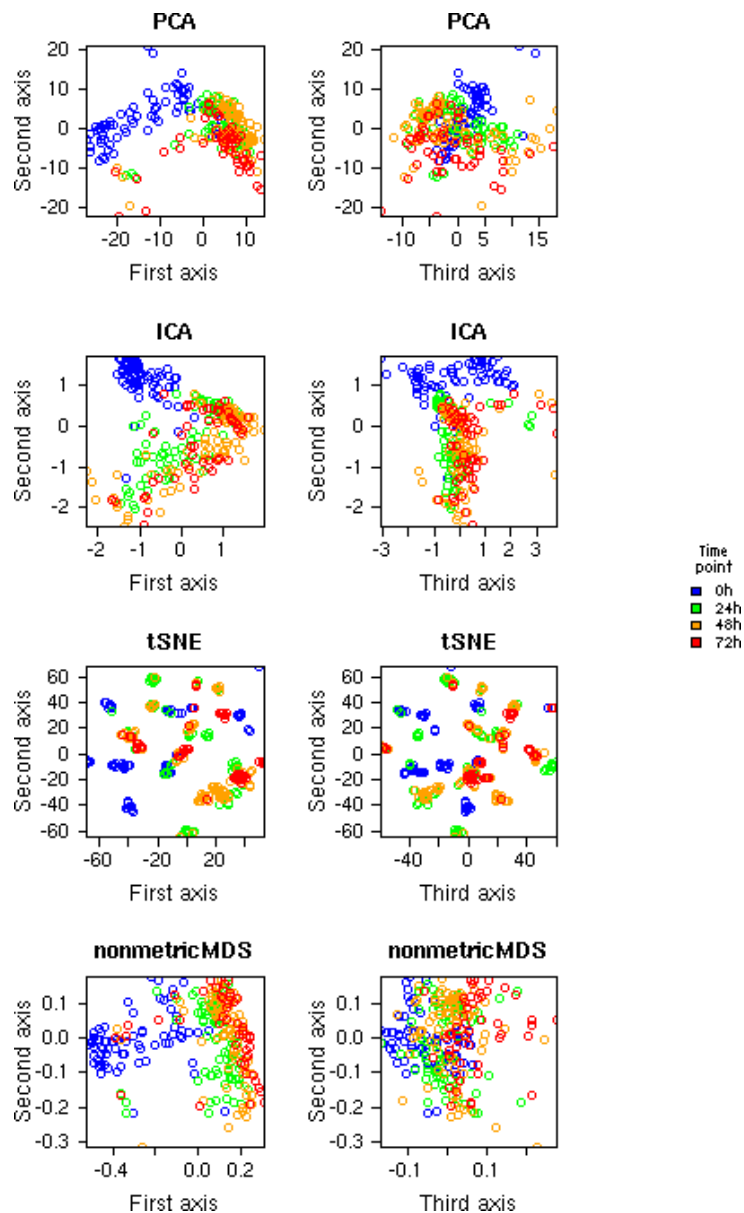 PCA PCA
20 20
10 10
0 0
-10 -10
-20 -20
Second axis Second axis
-20 -10 0 10 -10 0 5 15
First axis Third axis
ICA ICA
1 1
0 0
-1 -1
-2 -2
Second axis Second axis
-2 -1 0 1 -3 -1 1 2 3
First axis Third axis
Time
point
0h
24h
48h
72h
tSNE tSNE
60 60
40 40
20 20
0 0
-20 -20
-40 -40
-60 -60
Second axis Second axis
-60 -20 20 -40 0 40
First axis Third axis
nonmetricMDS nonmetricMDS
0.1 0.1
0.0 0.0
-0.1 -0.1
-0.2 -0.2
-0.3 -0.3
Second axis Second axis
-0.4 0.0 0.2 -0.1 0.1
First axis Third axis